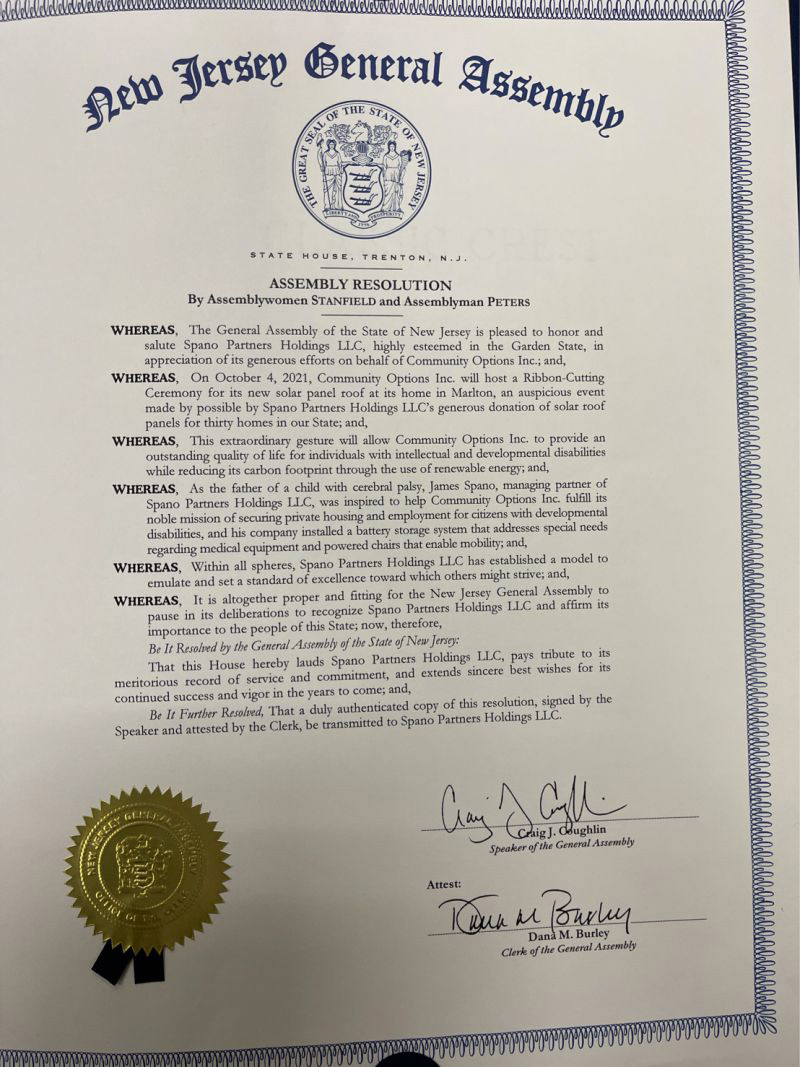 New Jersey General Assembly
THE GREAT SEAL OF THE STATE OF NEW JERSEY
LIBERTY AND PROSPERITY
1776
STATE HOUSE, TRENTON, N.J.
ASSEMBLY RESOLUTION
By Assemblywomen STANFIELD and Assemblyman PETERS
WHEREAS, The General Assembly of the State of New Jersey is pleased to honor and
salute Spano Partners Holdings LLC, highly esteemed in the Garden State, in
appreciation of its generous efforts on behalf of Community Options Inc.; and,
WHEREAS, On October 4, 2021, Community Options Inc. will host a Ribbon-Cutting
Ceremony for its new solar panel roof at its home in Marlton, an auspicious event
made by possible by Spano Partners Holdings LLC's generous donation of solar roof
panels for thirty homes in our State; and,
WHEREAS, This extraordinary gesture will allow Community Options Inc. to provide an
outstanding quality of life for individuals with intellectual and developmental disabilities
while reducing its carbon footprint through the use of renewable energy; and,
WHEREAS, As the father of a child with cerebral palsy, James Spano, managing partner of
Spano Partners Holdings LLC, was inspired to help Community Options Inc. fulfill its
noble mission of securing private housing and employment for citizens with developmental
disabilities, and his company installed a battery storage system that addresses special needs
regarding medical equipment and powered chairs that enable mobility; and,
WHEREAS, Within all spheres, Spano Partners Holdings LLC has established a model to
emulate and set a standard of excellence toward which others might strive; and,
WHEREAS, It is altogether proper and fitting for the New Jersey General Assembly to
pause in its deliberations to recognize Spano Partners Holdings LLC and affirm its
importance to the people of this State; now, therefore,
Be It Resolved by the General Assembly of the State of New Jersey:
That this House hereby lauds Spano Partners Holdings LLC, pays tribute to its
meritorious record of service and commitment, and extends sincere best wishes for its
continued success and vigor in the years to come; and,
Be It Further Resolved, That a duly authenticated copy of this resolution, signed by the
Speaker and attested by the Clerk, be transmitted to Spano Partners Holdings LLC.
Craig J. Coughlin
Craig J. Coughlin
Speaker of the General Assembly
Attest:
Dana M. Burley
Dana M. Burley
Clerk of the General Assembly
NEW JERSEY GENERAL ASSEMBLY
OFFICE OF THE CLERK